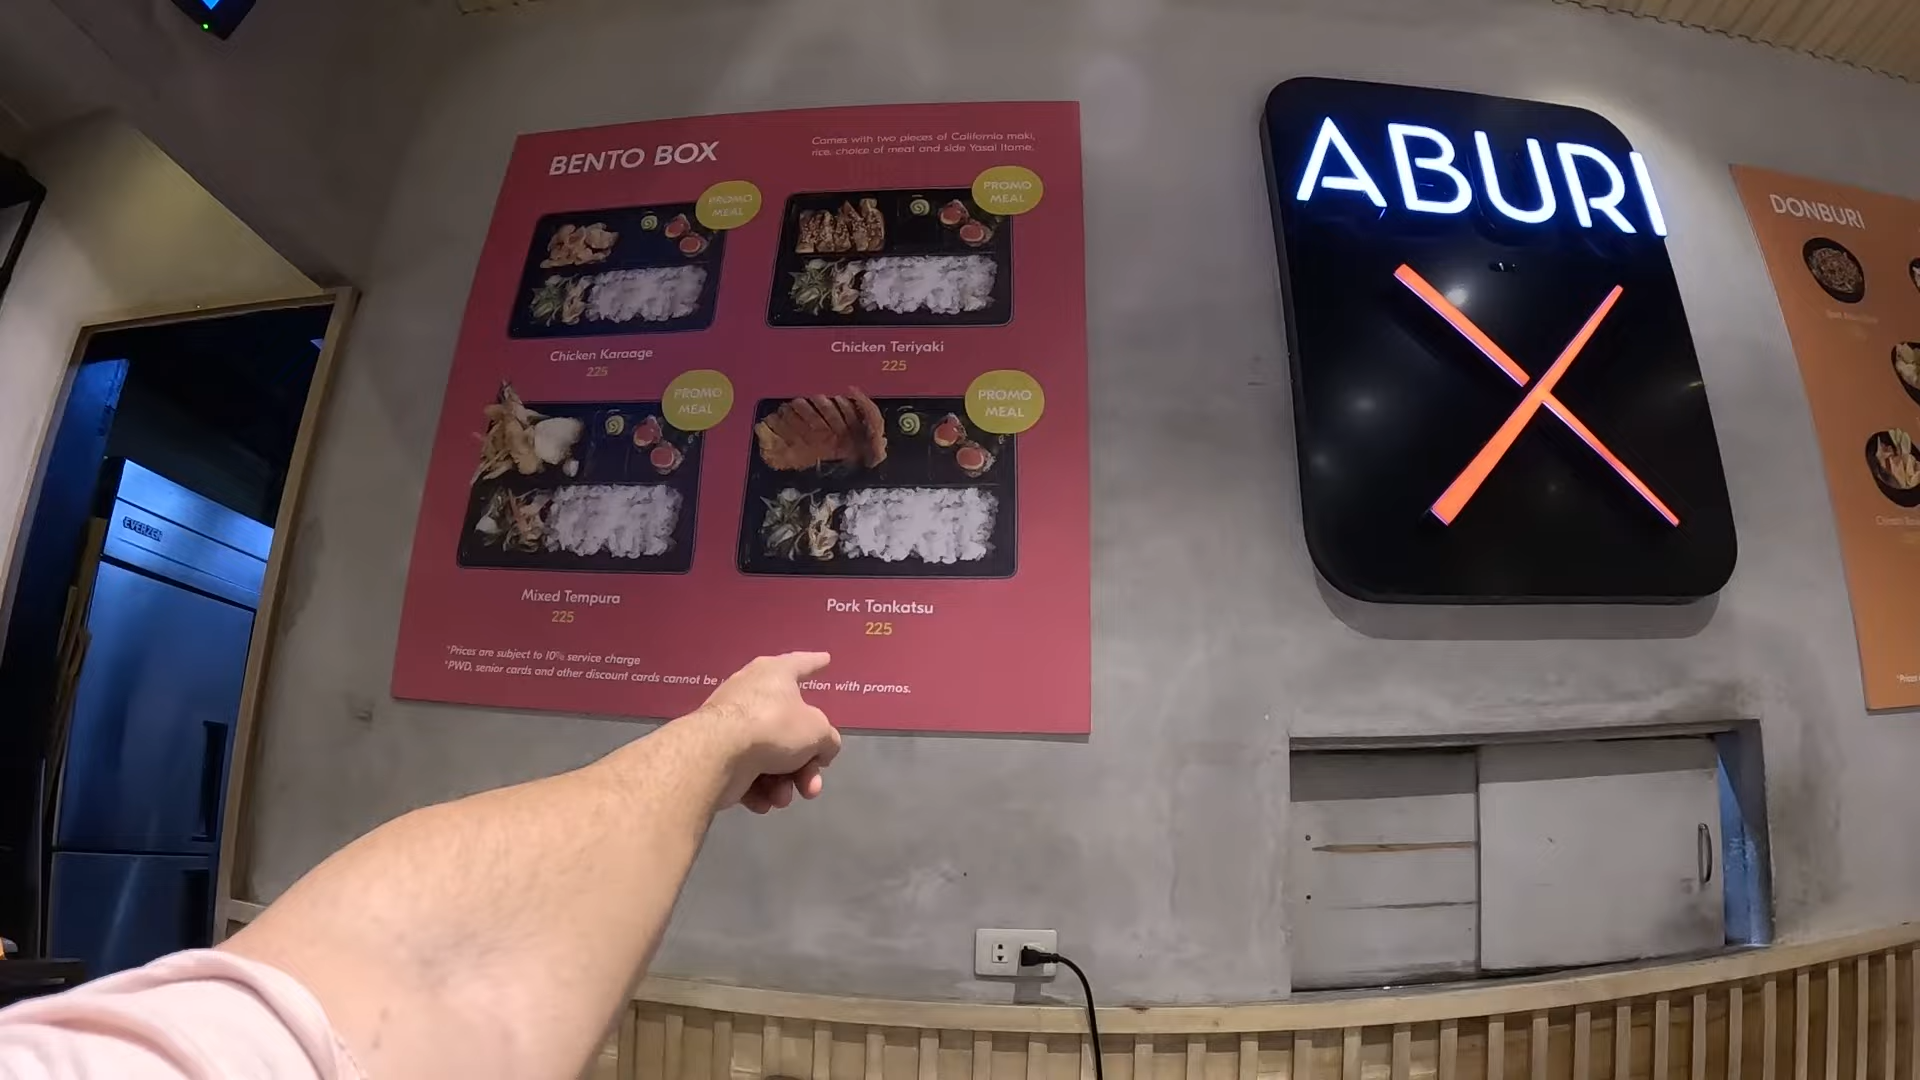 BENTO BOX
Comes with two pieces of California maki,
rice, choice of meat and side Yasai Itame.
PROMO
MEAL
PROMO
MEAL
Chicken Karaage
225
Chicken Teriyaki
225
PROMO
MEAL
PROMO
MEAL
Mixed Tempura
225
Pork Tonkatsu
225
*Prices are subject to 10% service charge
*PWD, senior cards and other discount cards cannot be
with promos.
ABURI
X
DONBURI
*Prices